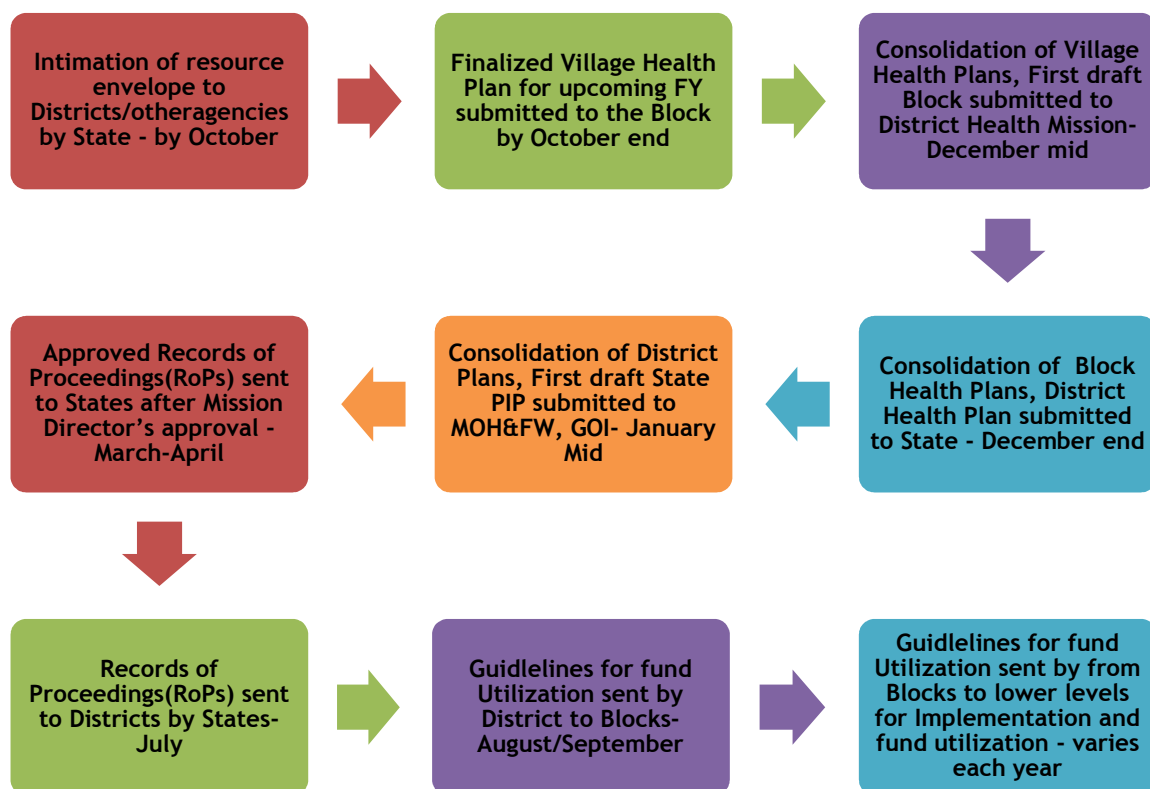 Intimation of resource
envelope to
Districts/otheragencies
by State - by October
Finalized Village Health
Plan for upcoming FY
submitted to the Block
by October end
Consolidation of Village
Health Plans, First draft
Block submitted to
District Health Mission-
December mid
Consolidation of Block
Health Plans, District
Health Plan submitted
to State - December end
Consolidation of District
Plans, First draft State
PIP submitted to
MOH&FW, GOI- January
Mid
Approved Records of
Proceedings(RoPs) sent
to States after Mission
Director's approval -
March-April
Records of
Proceedings(RoPs) sent
to Districts by States-
July
Guidlelines for fund
Utilization sent by
District to Blocks-
August/September
Guidlelines for fund
Utilization sent by from
Blocks to lower levels
for Implementation and
fund utilization - varies
each year